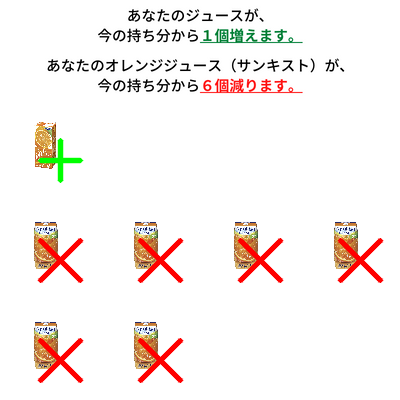 あなたのジュースが、
今の持ち分から１個増えます。
あなたのオレンジジュース（サンキスト）が、
今の持ち分から６個減ります。